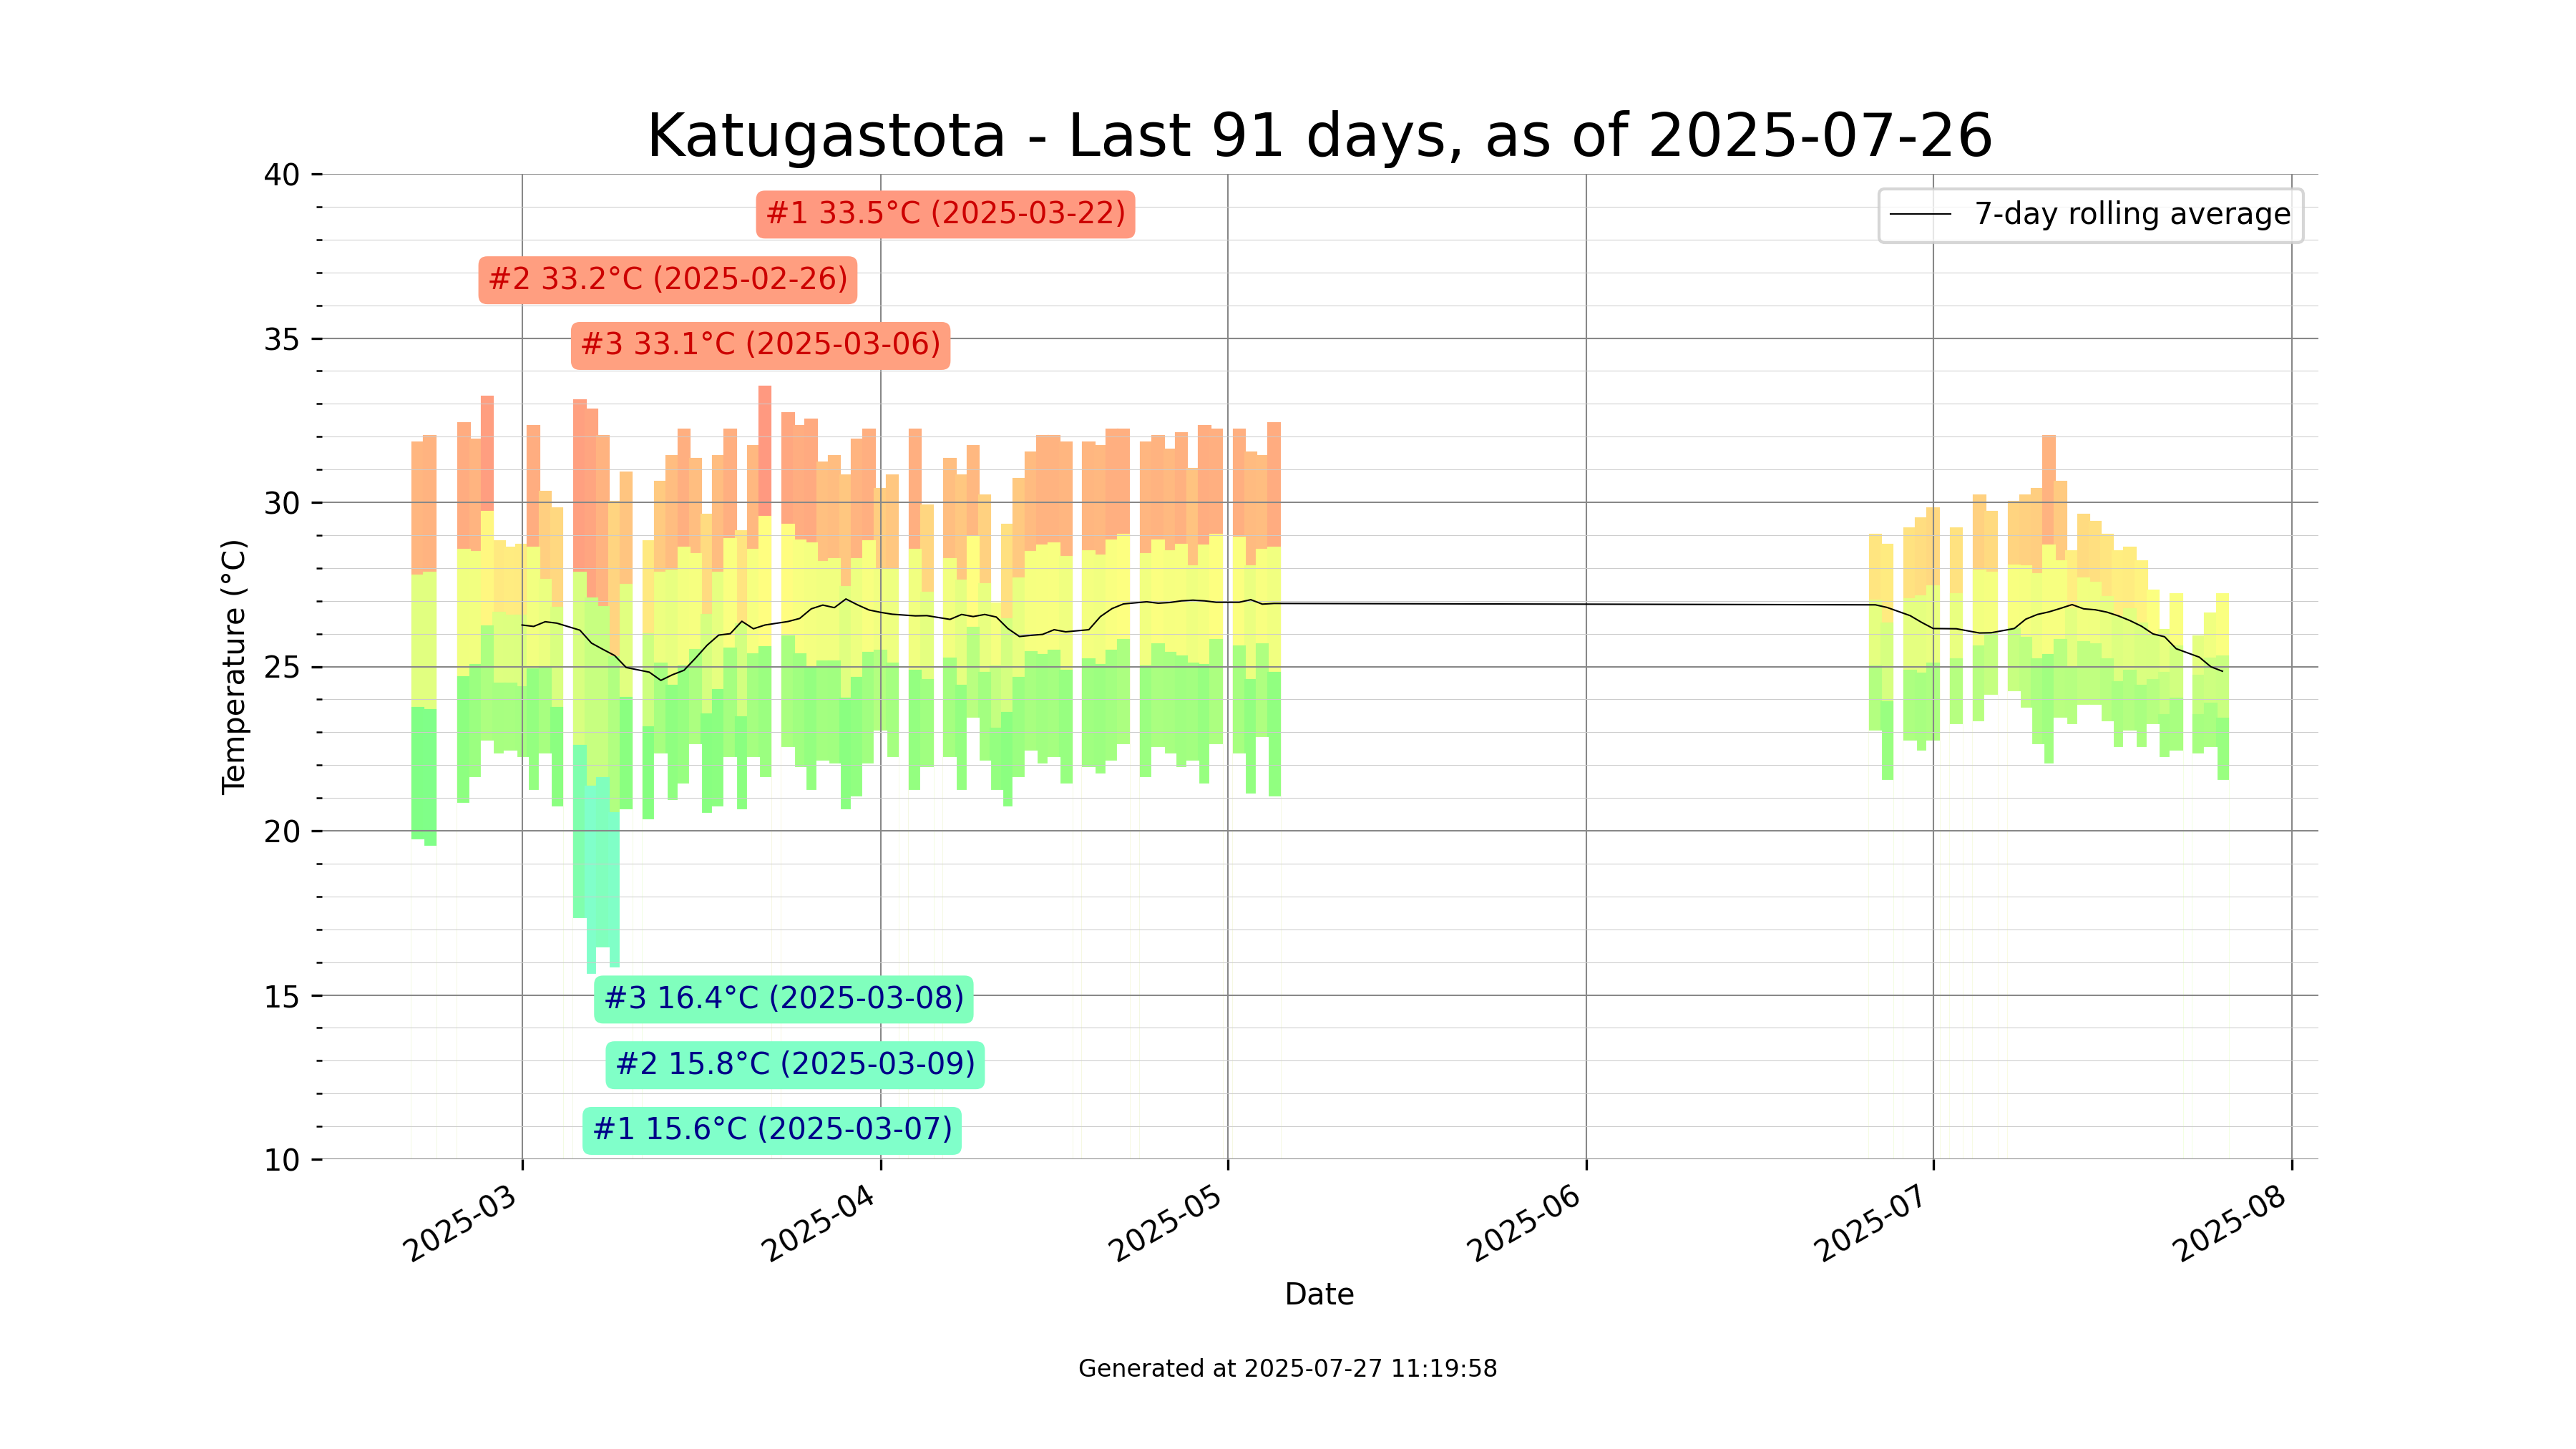 Katugastota - Last 91 days, as of 2025-07-26
40
35
30
25
20
15
10
Temperature (°C)
7-day rolling average
#1 33.5°C (2025-03-22)
#2 33.2°C (2025-02-26)
#3 33.1°C (2025-03-06)
#3 16.4°C (2025-03-08)
#2 15.8°C (2025-03-09)
#1 15.6°C (2025-03-07)
2025-03
2025-04
2025-05
2025-06
2025-07
2025-08
Date
Generated at 2025-07-27 11:19:58